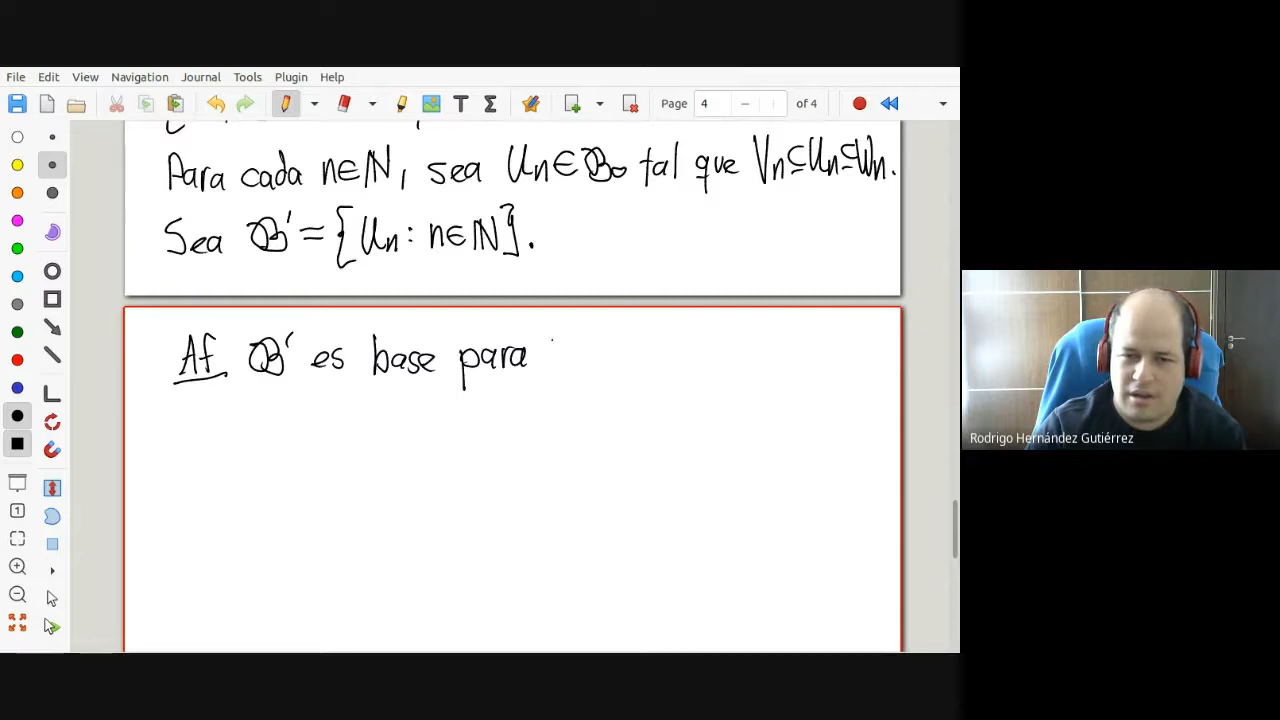 File Edit View Navigation Journal Tools Plugin Help
Page 4 of 4
Para cada n∈ℕ, sea Un∈ℬ₀ tal que Vn⊆Un⊆Wn.
Sea ℬ' = {Un : n∈ℕ}.
Af ℬ' es base para
Rodrigo Hernández Gutiérrez